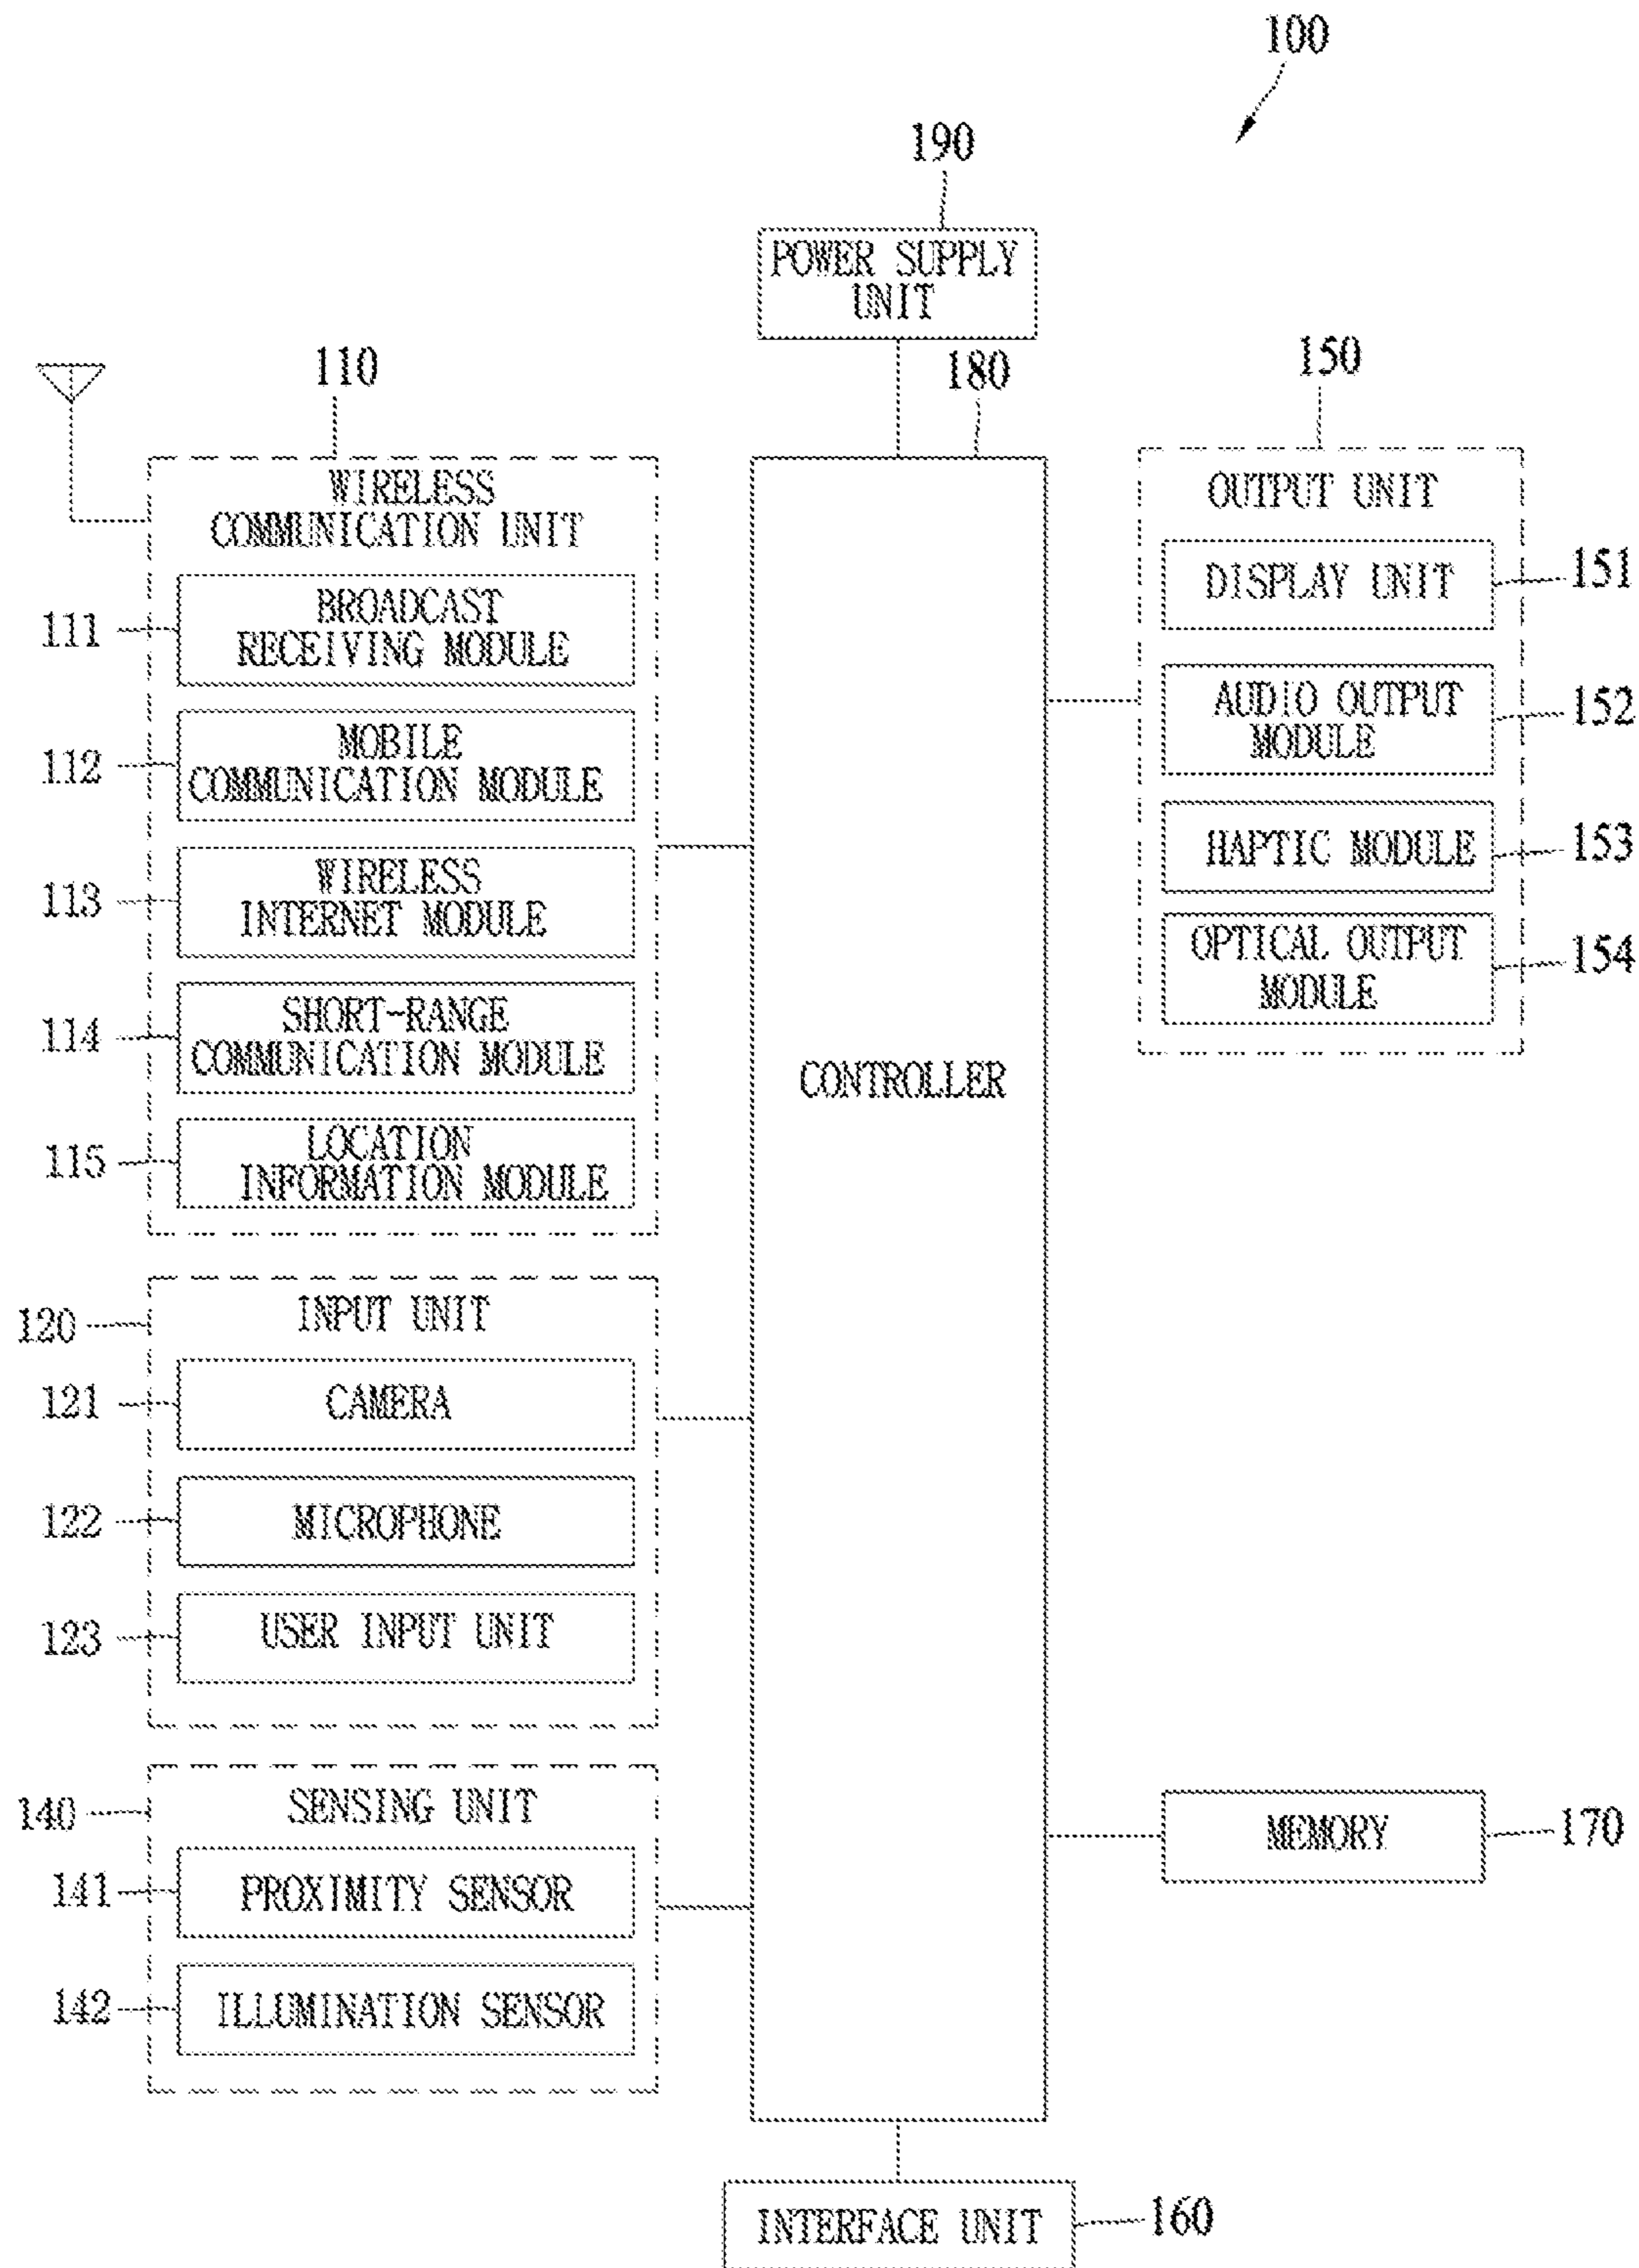 100
190
POWER SUPPLY
UNIT
110
180
150
WIRELESS
COMMUNICATION UNIT
111
BROADCAST
RECEIVING MODULE
112
MOBILE
COMMUNICATION MODULE
113
WIRELESS
INTERNET MODULE
114
SHORT-RANGE
COMMUNICATION MODULE
115
LOCATION
INFORMATION MODULE
120
INPUT UNIT
121
CAMERA
122
MICROPHONE
123
USER INPUT UNIT
140
SENSING UNIT
141
PROXIMITY SENSOR
142
ILLUMINATION SENSOR
CONTROLLER
OUTPUT UNIT
DISPLAY UNIT
151
AUDIO OUTPUT
MODULE
152
HAPTIC MODULE
153
OPTICAL OUTPUT
MODULE
154
MEMORY
170
INTERFACE UNIT
160